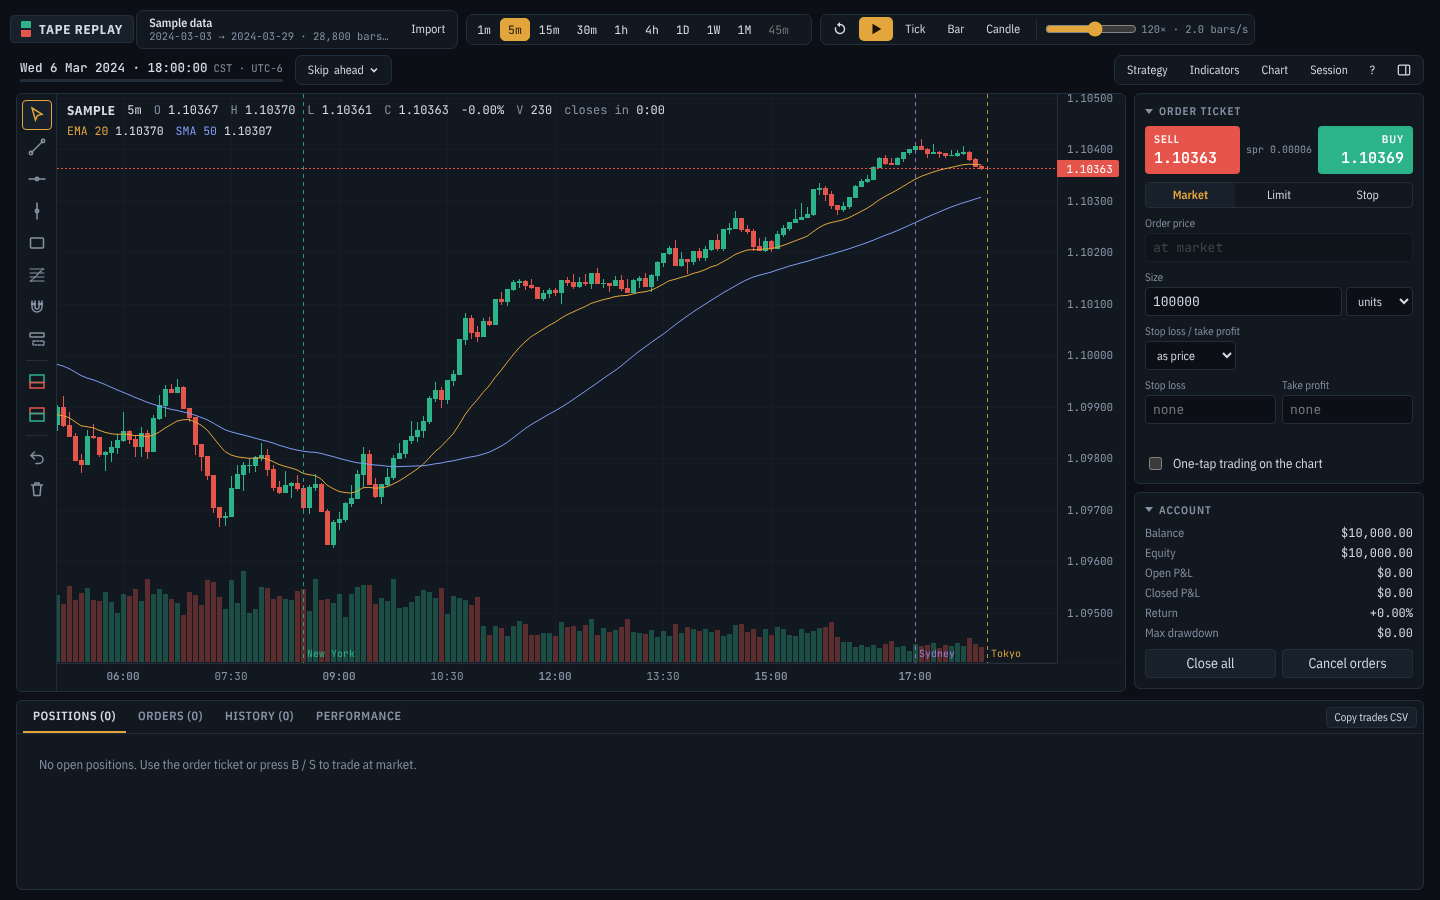 TAPE REPLAY
Sample data
2024-03-03 → 2024-03-29 · 28,800 bars…
Import
1m 5m 15m 30m 1h 4h 1D 1W 1M 45m
Tick Bar Candle
120× · 2.0 bars/s
Wed 6 Mar 2024 · 18:00:00 CST · UTC-6
Skip ahead
Strategy Indicators Chart Session ?
SAMPLE 5m O 1.10367 H 1.10370 L 1.10361 C 1.10363 -0.00% V 230 closes in 0:00
EMA 20 1.10370 SMA 50 1.10307
1.10500
1.10400
1.10363
1.10300
1.10200
1.10100
1.10000
1.09900
1.09800
1.09700
1.09600
1.09500
New York
Sydney
Tokyo
06:00 07:30 09:00 10:30 12:00 13:30 15:00 17:00
ORDER TICKET
SELL
1.10363
spr 0.00006
BUY
1.10369
Market Limit Stop
Order price
at market
Size
100000
units
Stop loss / take profit
as price
Stop loss Take profit
none none
One-tap trading on the chart
ACCOUNT
Balance $10,000.00
Equity $10,000.00
Open P&L $0.00
Closed P&L $0.00
Return +0.00%
Max drawdown $0.00
Close all Cancel orders
POSITIONS (0) ORDERS (0) HISTORY (0) PERFORMANCE
Copy trades CSV
No open positions. Use the order ticket or press B / S to trade at market.